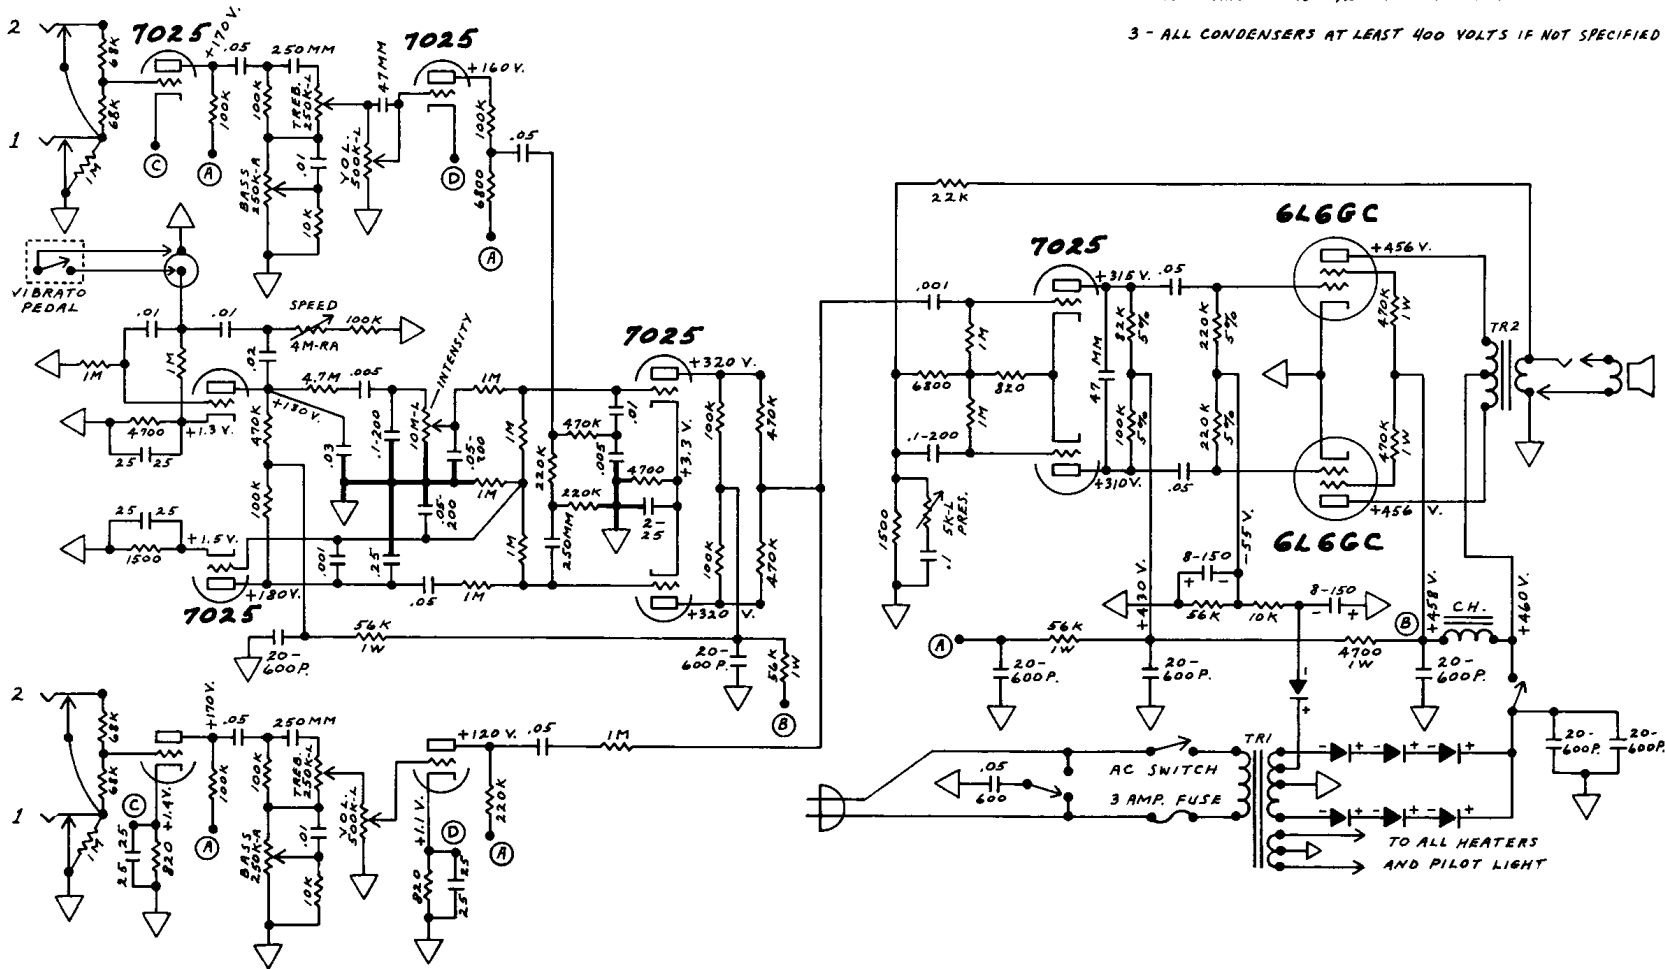 3 - ALL CONDENSERS AT LEAST 400 VOLTS IF NOT SPECIFIED
2
68K
68K
1
1M
7025
+170V.
.05
250MM
100K
100K
TREB.
250K-L
.01
BASS
250K-A
10K
VOL.
500K-L
47MM
7025
+160V.
100K
.05
6800
C
A
D
A
VIBRATO
PEDAL
.01
.01
SPEED
4M-RA
100K
1M
1M
.02
4700
+1.3V.
25 25
+180V.
470K
4.7M
.005
INTENSITY
10M-L
.03
.1-200
.05-
200
.05-
200
1M
1M
1M
1M
100K
25 25
+1.5V.
1500
7025
+180V.
.001
.25
.05
1M
470K
.01
.005
220K
220K
250MM
4700
2-
25
+3.3V.
7025
+320V.
+320V.
100K
100K
470K
470K
20-
600P.
56K
1W
20-
600P.
56K
1W
B
22K
.001
1M
1M
6800
820
.1-200
1500
5K-L
PRES.
.1
7025
+315V.
+310V.
47MM
82K
5%
100K
5%
.05
.05
220K
5%
220K
5%
6L6GC
+456V.
470K
1W
470K
1W
+456 V.
6L6GC
TR2
8-150
+ -
-55V.
56K
10K
8-150
- +
+430V.
B
+458V.
CH.
+460V.
A
56K
1W
20-
600P.
20-
600P.
4700
1W
20-
600P.
20-
600P.
20-
600P.
-
+
2
68K
68K
1
1M
C
+1.4V.
25 25
820
+170V.
.05
250MM
100K
100K
A
TREB.
250K-L
.01
BASS
250K-A
10K
VOL.
500K-L
+120V.
.05
1M
220K
A
+1.1V.
D
820
25-25
.05
600
AC SWITCH
3 AMP. FUSE
TR1
- + - + - +
- + - + - +
TO ALL HEATERS
AND PILOT LIGHT